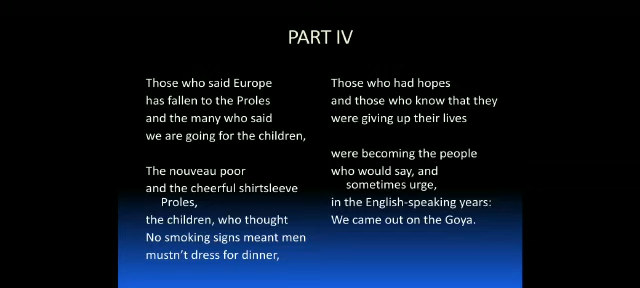 PART IV
Those who said Europe
has fallen to the Proles
and the many who said
we are going for the children,
The nouveau poor
and the cheerful shirtsleeve
Proles,
the children, who thought
No smoking signs meant men
mustn't dress for dinner,
Those who had hopes
and those who know that they
were giving up their lives
were becoming the people
who would say, and
sometimes urge,
in the English-speaking years:
We came out on the Goya.